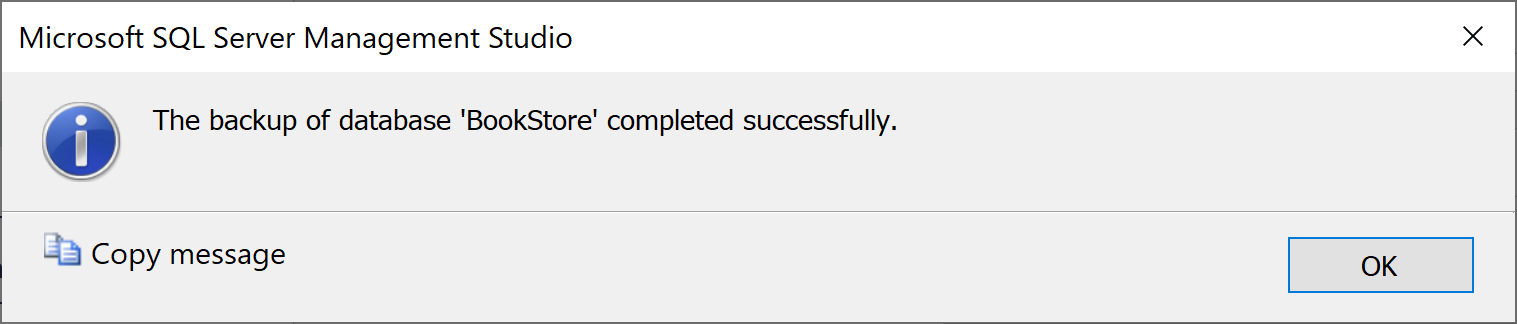 Microsoft SQL Server Management Studio
The backup of database 'BookStore' completed successfully.
Copy message
OK